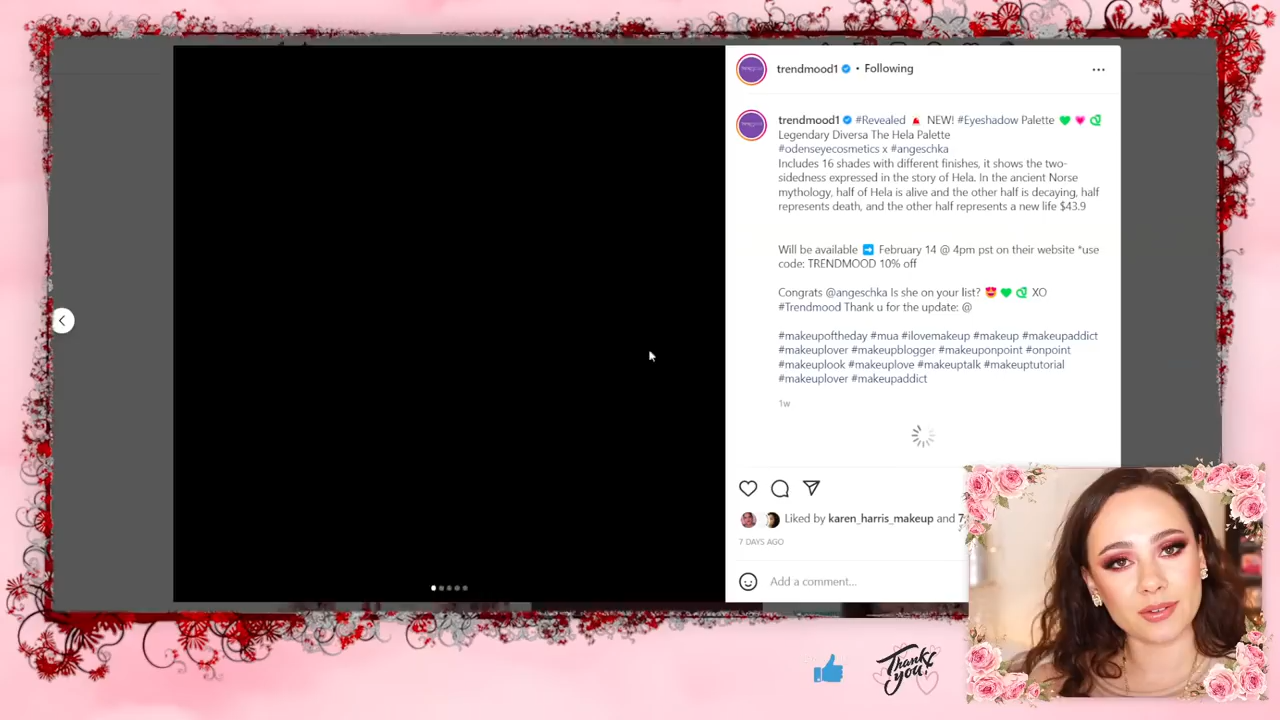 trendmood1 • Following
trendmood1 #Revealed 🚨 NEW! #Eyeshadow Palette 💚 💗
Legendary Diversa The Hela Palette
#odenseyecosmetics x #angeschka
Includes 16 shades with different finishes, it shows the two-
sidedness expressed in the story of Hela. In the ancient Norse
mythology, half of Hela is alive and the other half is decaying, half
represents death, and the other half represents a new life $43.9
Will be available ➡️ February 14 @ 4pm pst on their website *use
code: TRENDMOOD 10% off
Congrats @angeschka Is she on your list? 😍 💚 XO
#Trendmood Thank u for the update: @
#makeupoftheday #mua #ilovemakeup #makeup #makeupaddict
#makeuplover #makeupblogger #makeuponpoint #onpoint
#makeuplook #makeuplove #makeuptalk #makeuptutorial
#makeuplover #makeupaddict
1w
Liked by karen_harris_makeup and
7 DAYS AGO
Add a comment...
Thank you!